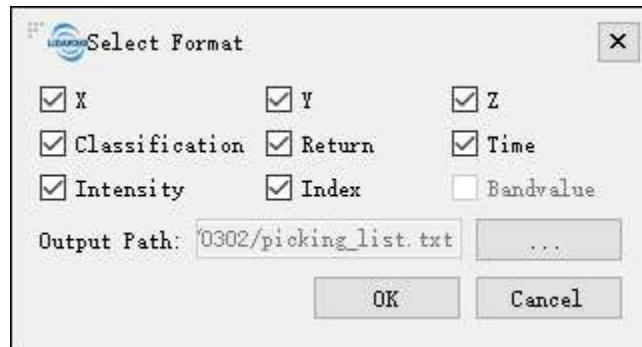 Select Format
X Y Z
Classification Return Time
Intensity Index Bandvalue
Output Path: 0302/picking_list.txt ...
OK Cancel